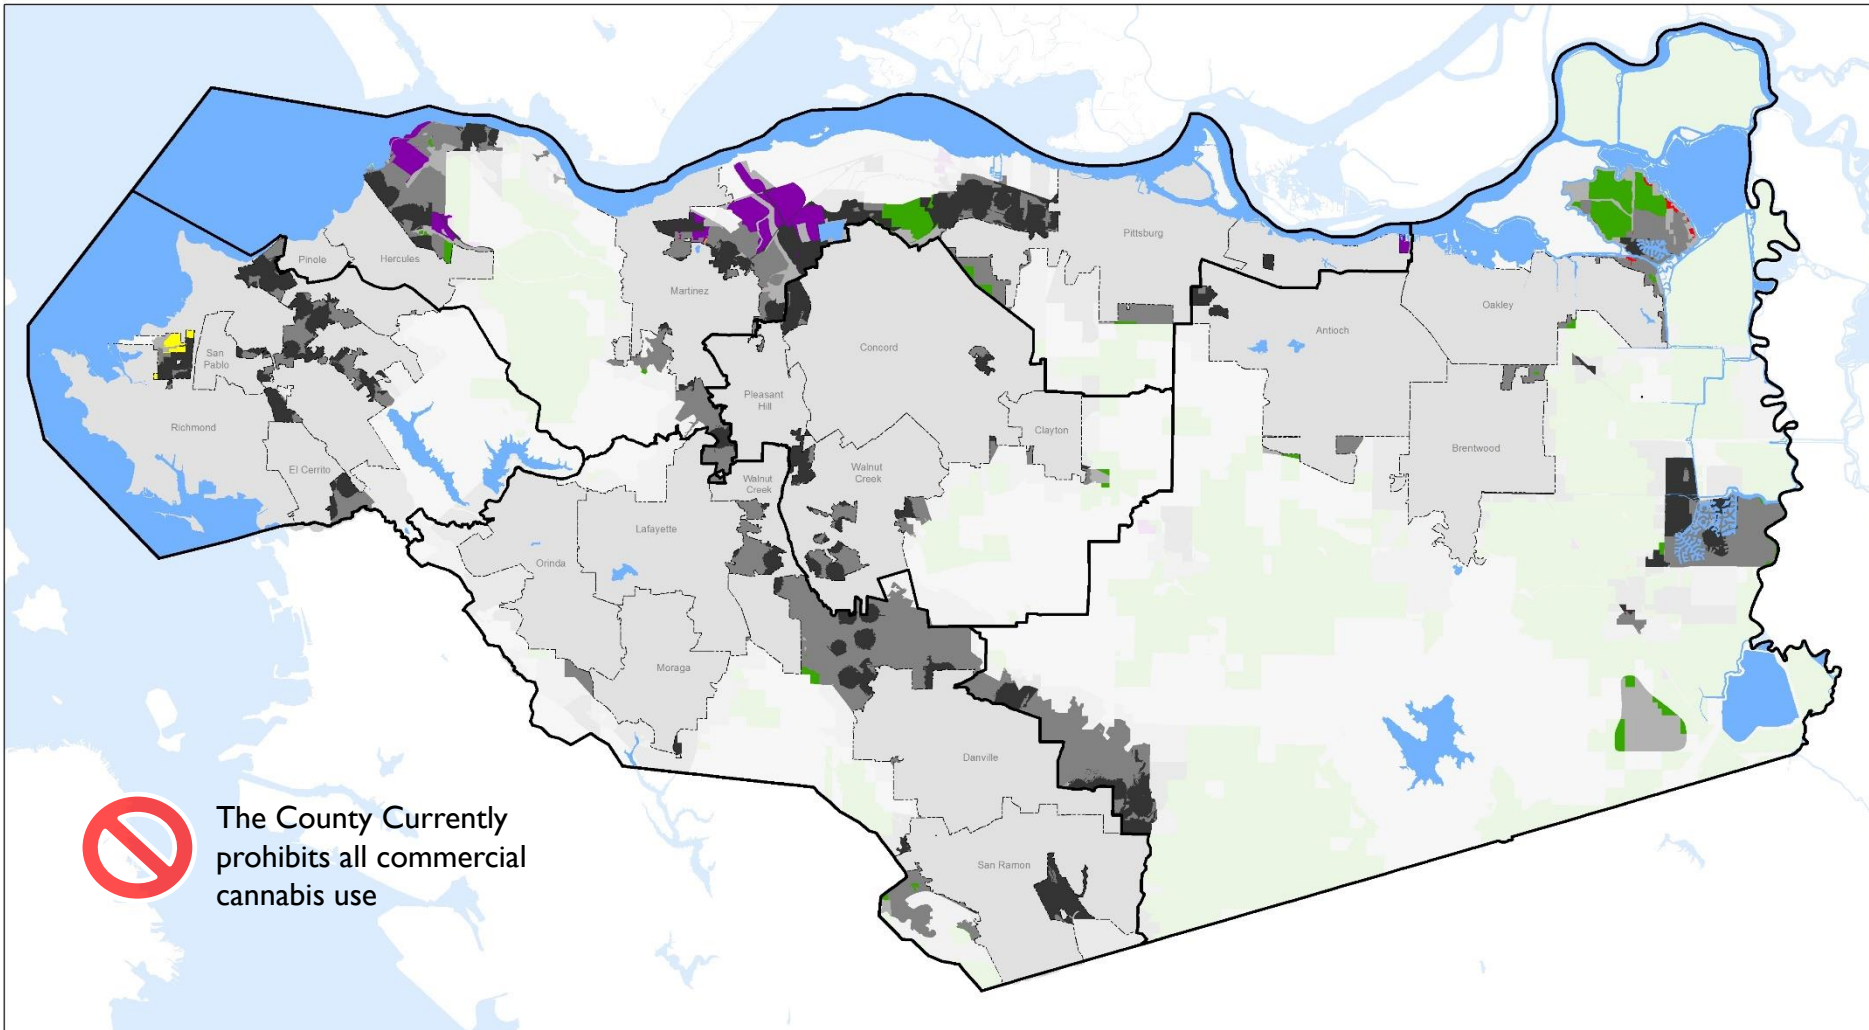 Pinole
Hercules
Martinez
Pittsburg
Antioch
Oakley
San
Pablo
Concord
Richmond
Pleasant
Hill
Clayton
Brentwood
El Cerrito
Walnut
Creek
Walnut
Creek
Lafayette
Orinda
Moraga
Danville
San Ramon
The County Currently
prohibits all commercial
cannabis use